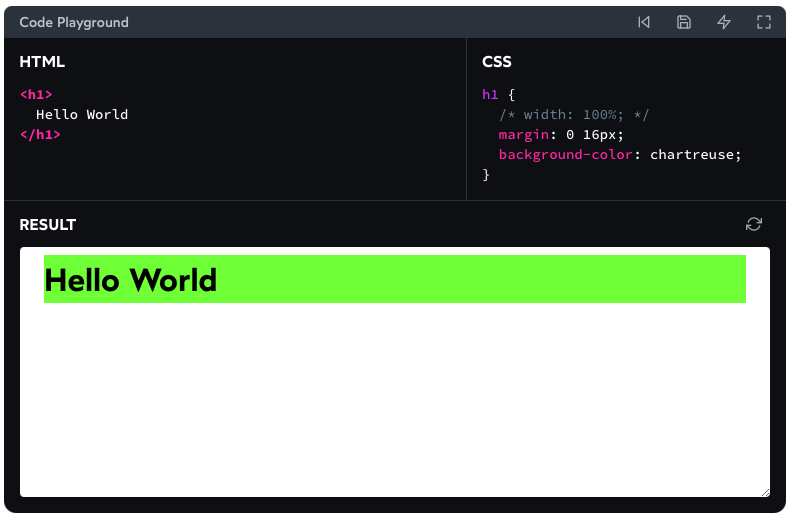 Code Playground
HTML
<h1>
  Hello World
</h1>
CSS
h1 {
  /* width: 100%; */
  margin: 0 16px;
  background-color: chartreuse;
}
RESULT
Hello World